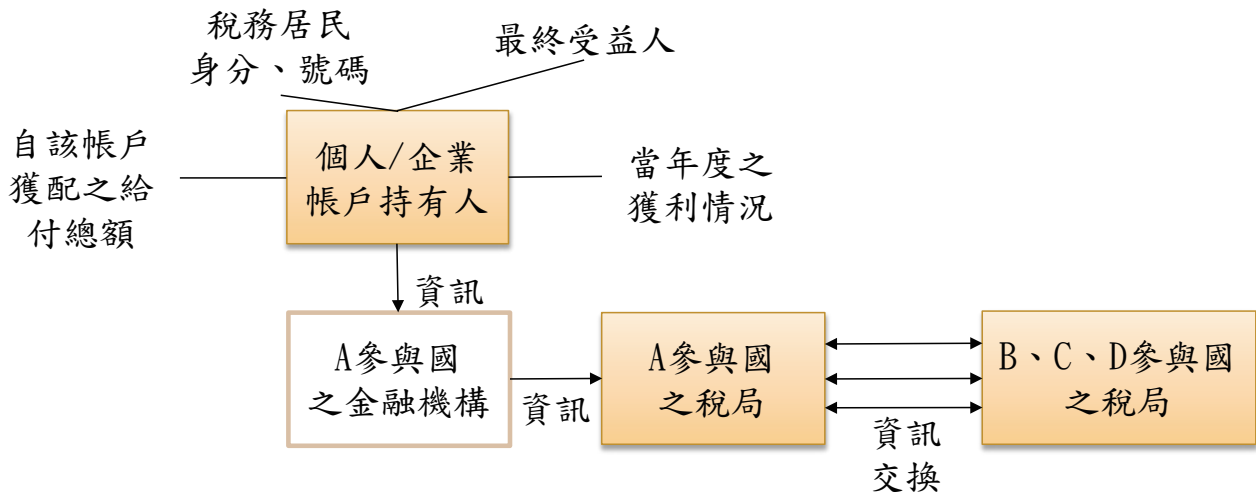 稅務居民
身分、號碼
最終受益人
自該帳戶
獲配之給
付總額
個人/企業
帳戶持有人
當年度之
獲利情況
資訊
A參與國
之金融機構
資訊
A參與國
之稅局
B、C、D參與國
之稅局
資訊
交換